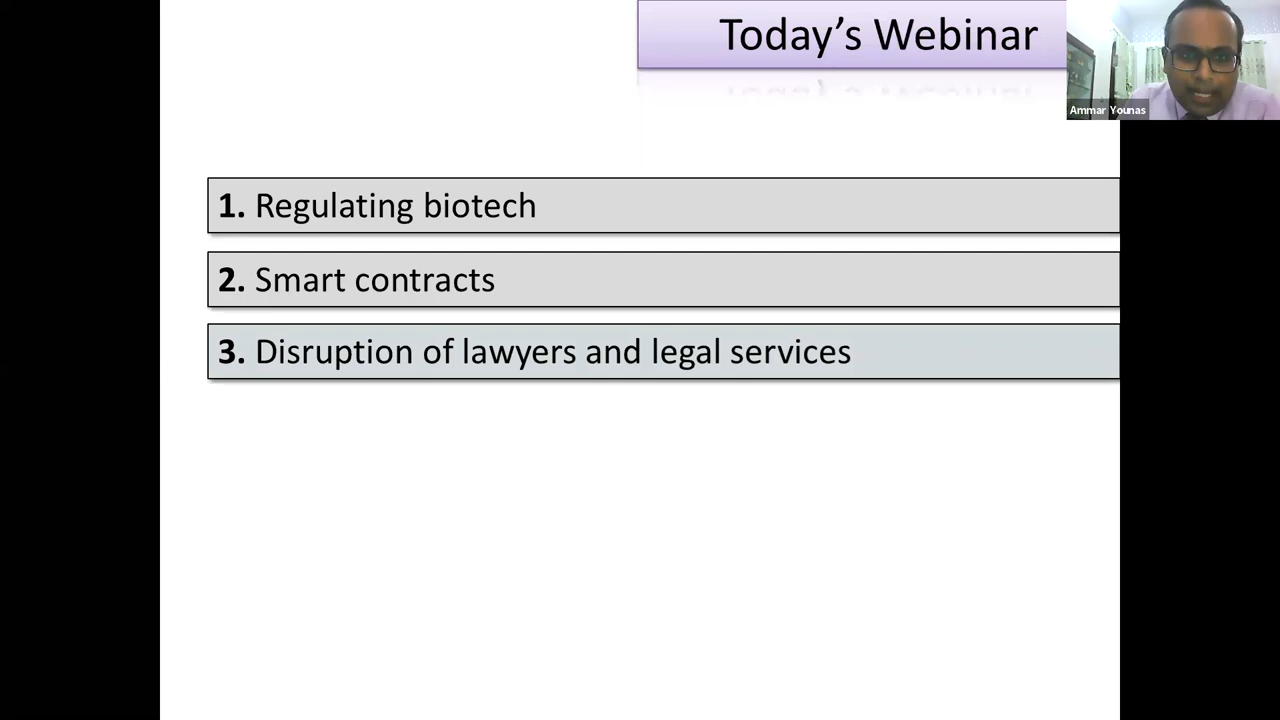 Today’s Webinar
Ammar Younas
1. Regulating biotech
2. Smart contracts
3. Disruption of lawyers and legal services